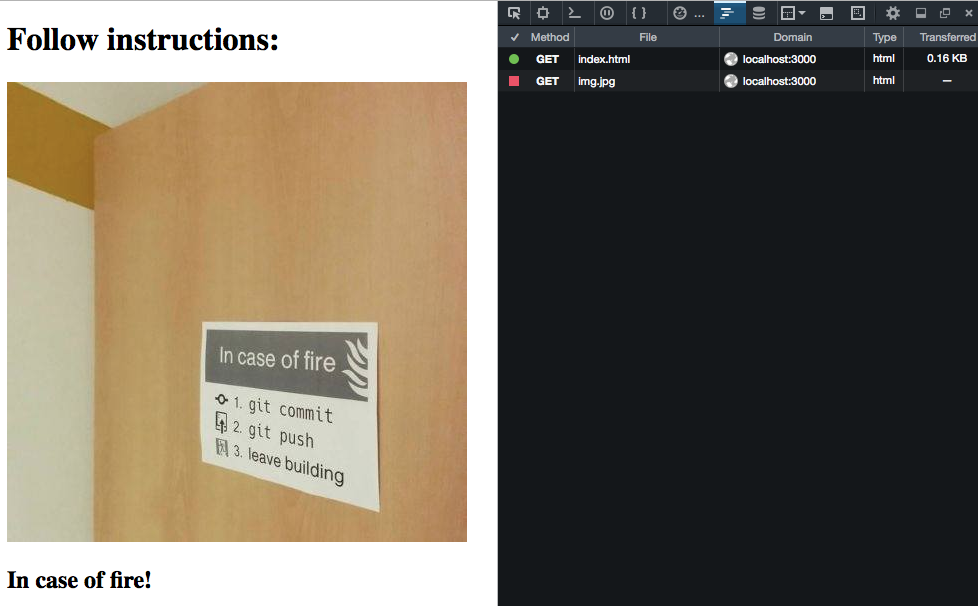 Follow instructions:
In case of fire
1. git commit
2. git push
3. leave building
In case of fire!
...
✓ Method File Domain Type Transferred
GET index.html localhost:3000 html 0.16 KB
GET img.jpg localhost:3000 html —